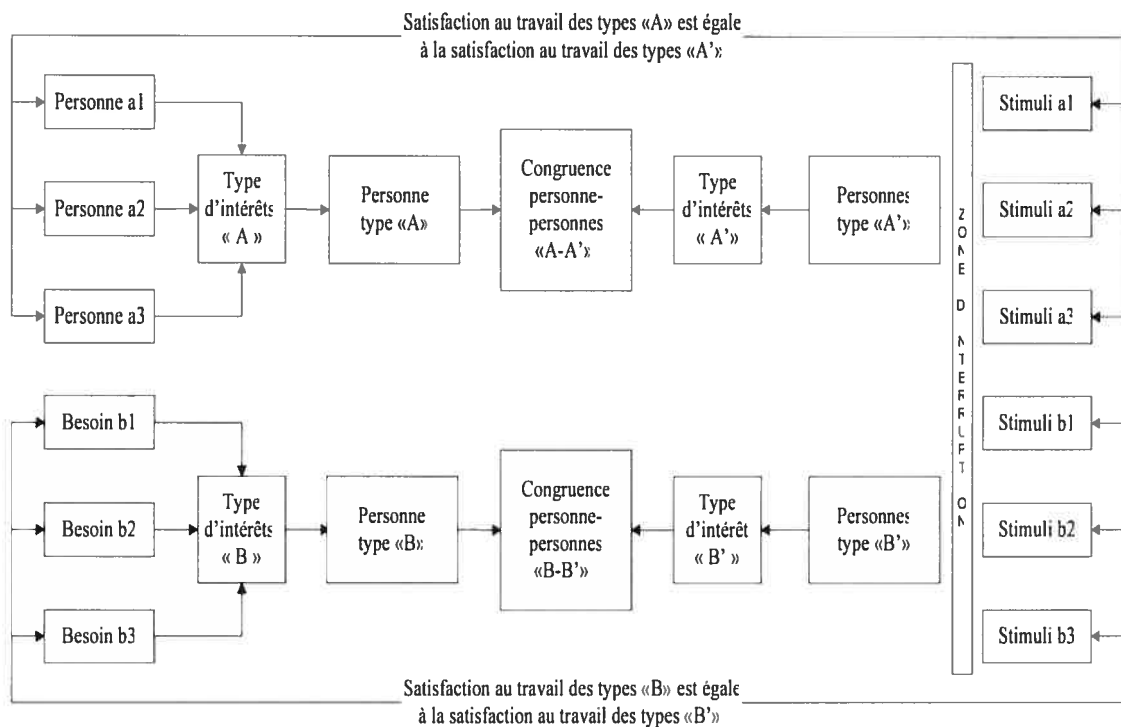 Satisfaction au travail des types «A» est égale
à la satisfaction au travail des types «A'»
Personne a1
Personne a2
Personne a3
Type
d'intérêts
« A »
Personne
type «A»
Congruence
personne-
personnes
«A-A'»
Type
d'intérêts
« A'»
Personnes
type «A'»
ZONE D INTERRUPT ON
Stimuli a1
Stimuli a2
Stimuli a3
Stimuli b1
Stimuli b2
Stimuli b3
Besoin b1
Besoin b2
Besoin b3
Type
d'intérêts
« B »
Personne
type «B»
Congruence
personne-
personnes
«B-B'»
Type
d'intérêt
« B' »
Personnes
type «B'»
Satisfaction au travail des types «B» est égale
à la satisfaction au travail des types «B'»